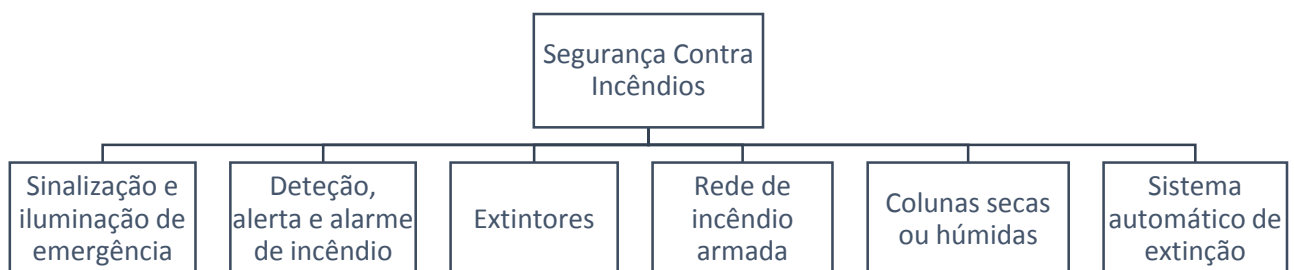 Segurança Contra
Incêndios
Sinalização e
iluminação de
emergência
Deteção,
alerta e alarme
de incêndio
Extintores
Rede de
incêndio
armada
Colunas secas
ou húmidas
Sistema
automático de
extinção